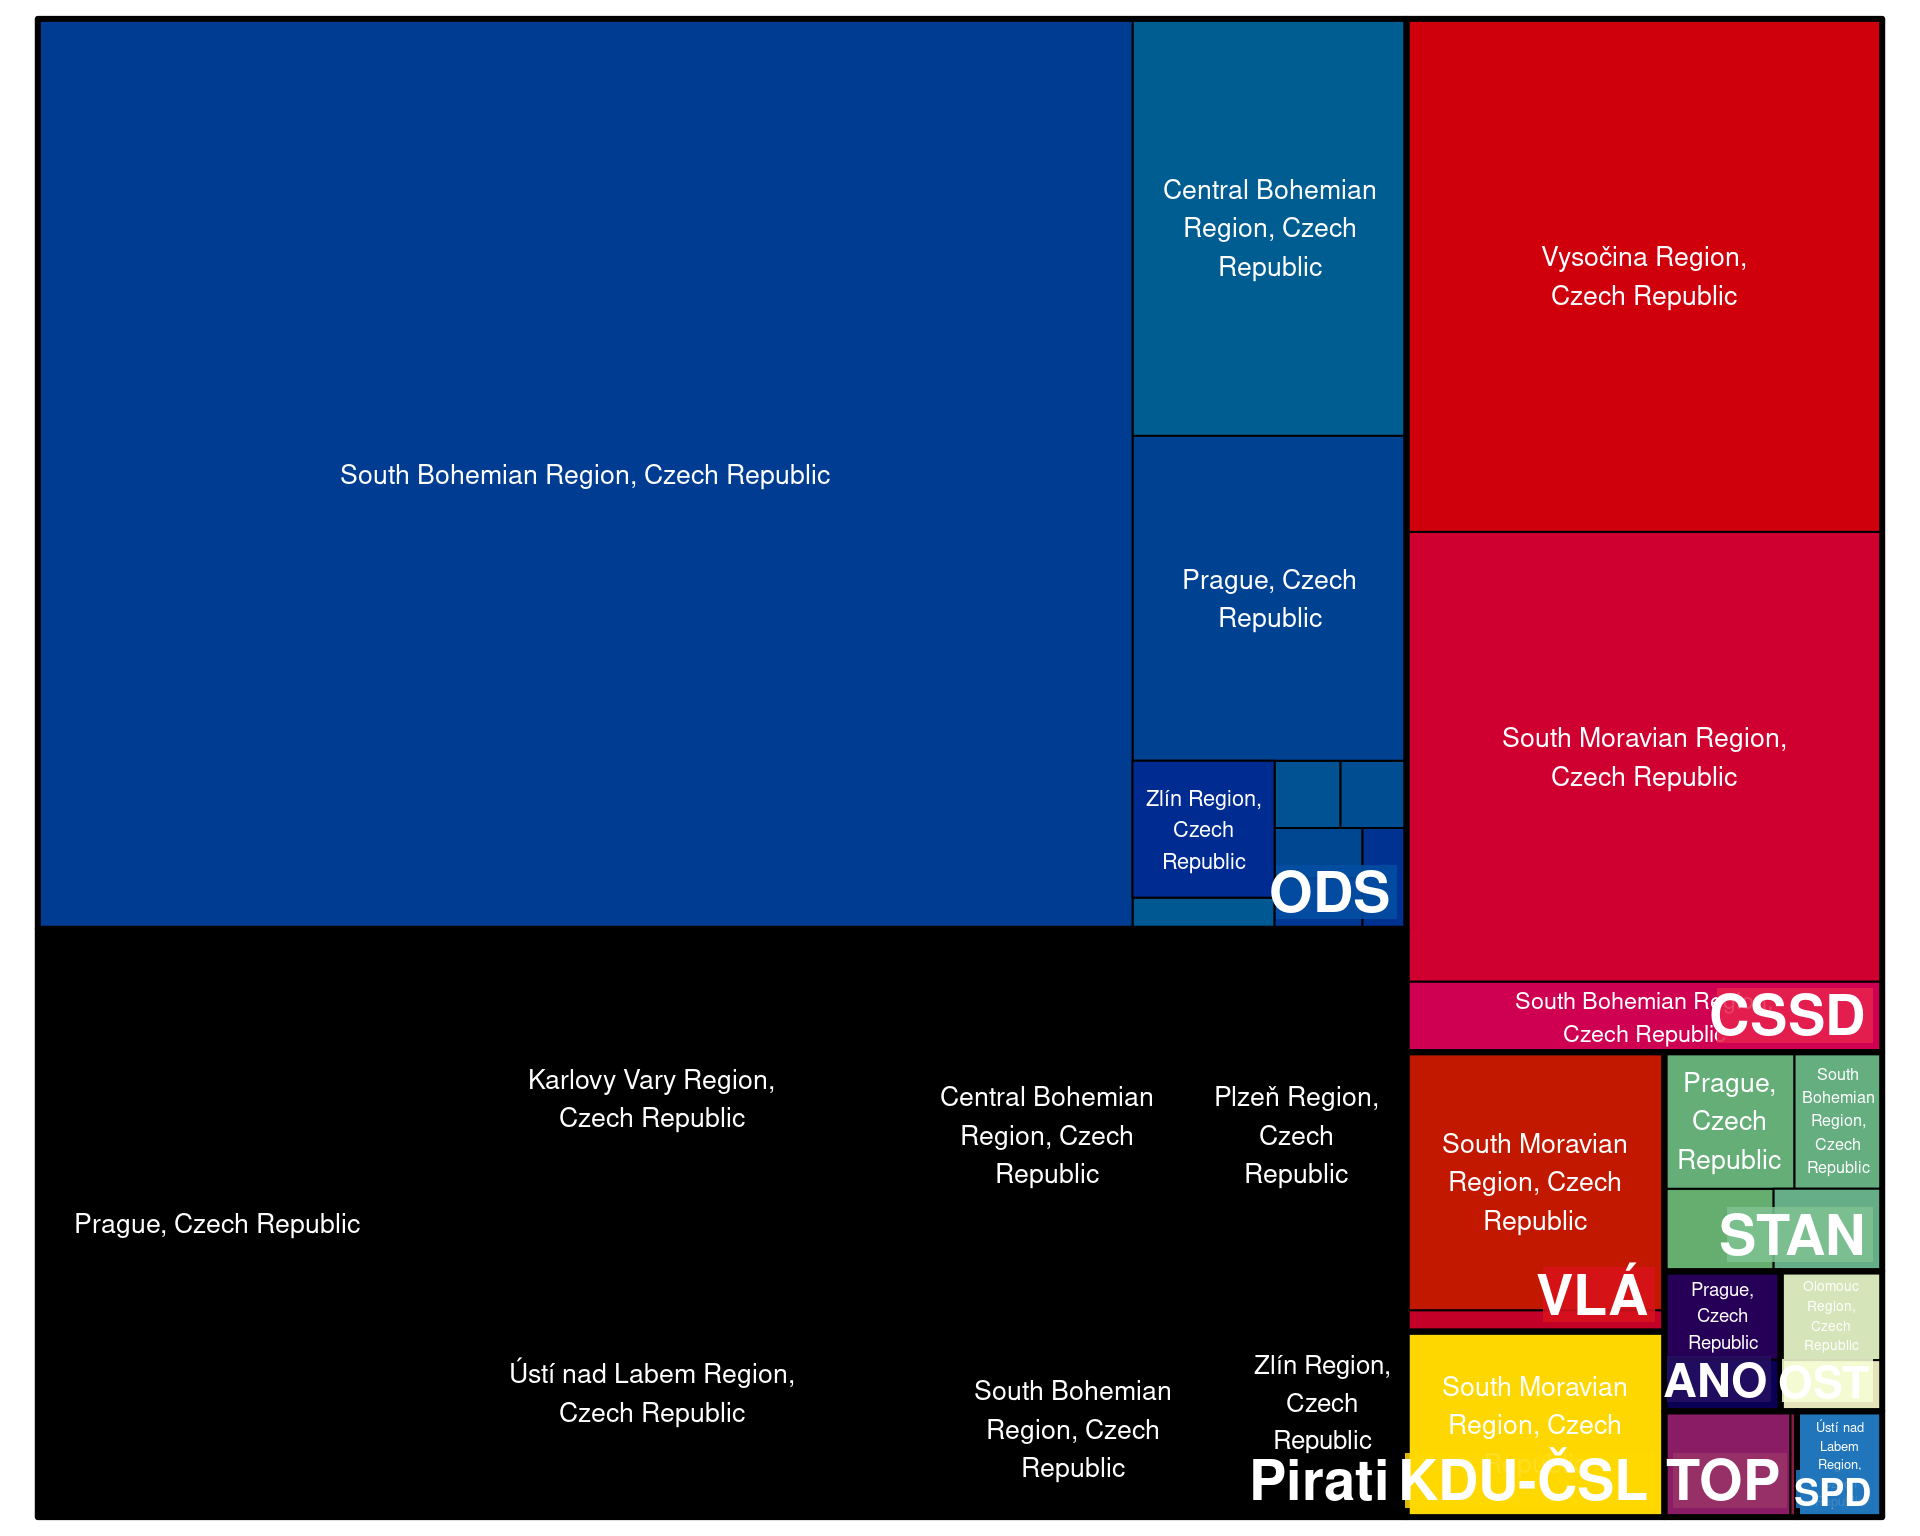 South Bohemian Region, Czech Republic
Central Bohemian
Region, Czech
Republic
Prague, Czech
Republic
Zlín Region,
Czech
Republic
ODS
Vysočina Region,
Czech Republic
South Moravian Region,
Czech Republic
South Bohemian Region,
Czech Republic
CSSD
Prague, Czech Republic
Karlovy Vary Region,
Czech Republic
Ústí nad Labem Region,
Czech Republic
Central Bohemian
Region, Czech
Republic
South Bohemian
Region, Czech
Republic
Plzeň Region,
Czech
Republic
Zlín Region,
Czech
Republic
Pirati
South Moravian
Region, Czech
Republic
VLÁ
South Moravian
Region, Czech
KDU-ČSL
Prague,
Czech
Republic
South
Bohemian
Region,
Czech
Republic
STAN
Prague,
Czech
Republic
ANO
Olomouc
Region,
Czech
Republic
OST
TOP
Ústí nad
Labem
Region,
SPD